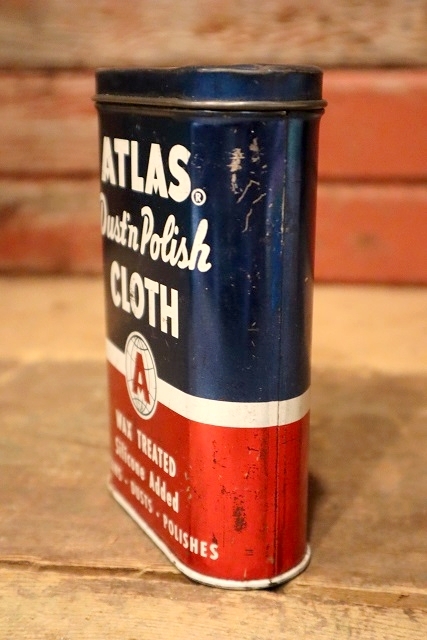 ATLAS®
Dust'n Polish
CLOTH
A
WAX TREATED
Silicone Added
DUSTS · POLISHES